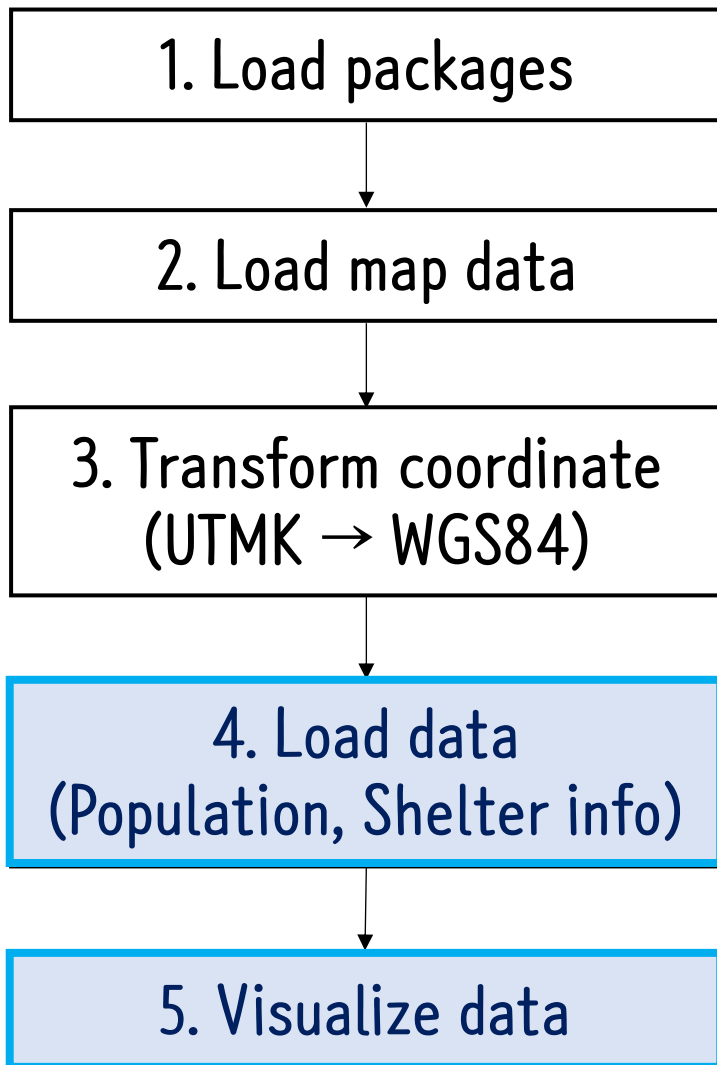 1. Load packages
2. Load map data
3. Transform coordinate
(UTMK → WGS84)
4. Load data
(Population, Shelter info)
5. Visualize data